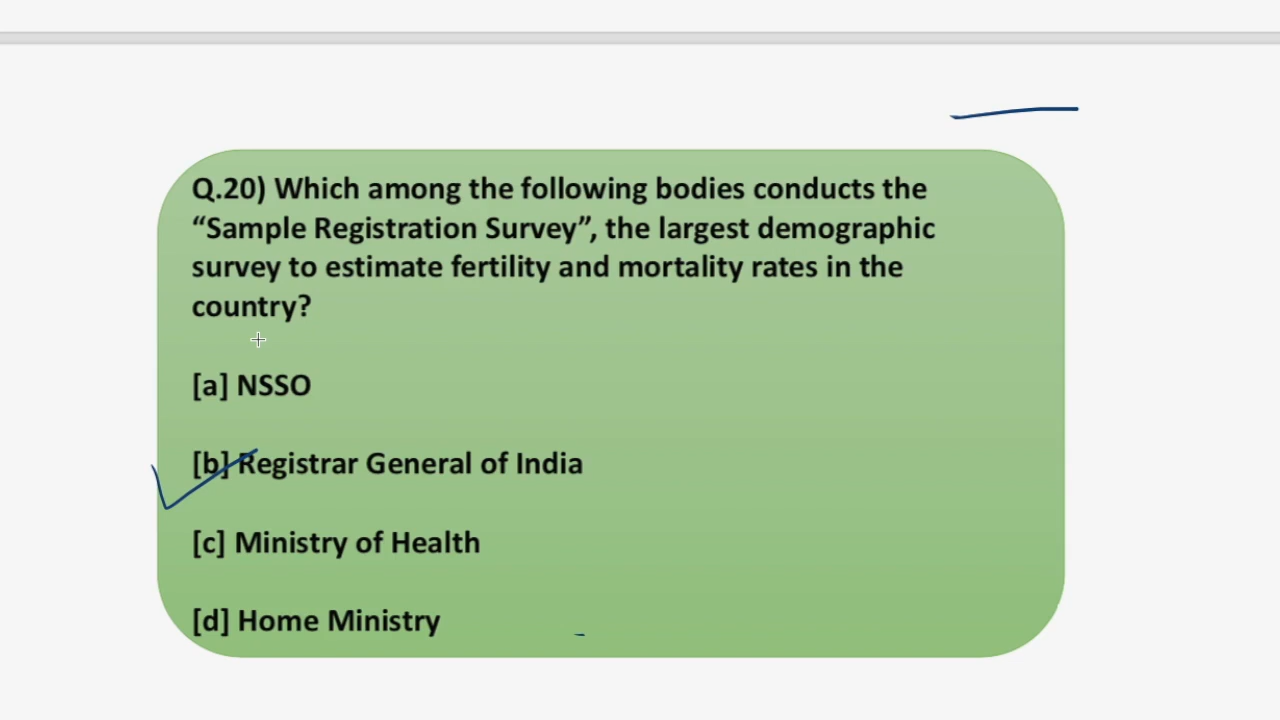 Q.20) Which among the following bodies conducts the
“Sample Registration Survey”, the largest demographic
survey to estimate fertility and mortality rates in the
country?
[a] NSSO
[b] Registrar General of India
[c] Ministry of Health
[d] Home Ministry